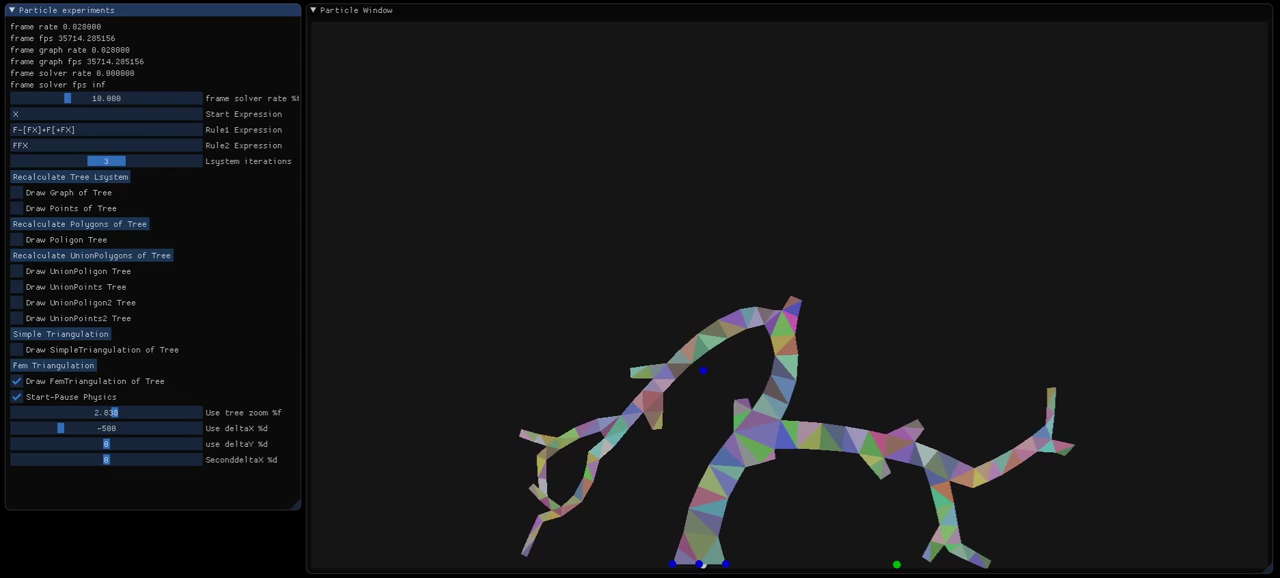 Particle experiments
frame rate 0.028000
frame fps 35714.285156
frame graph rate 0.028000
frame graph fps 35714.285156
frame solver rate 0.000000
frame solver fps inf
10.000 frame solver rate %f
X Start Expression
F-[FX]+F[+FX] Rule1 Expression
FFX Rule2 Expression
3 Lsystem iterations
Recalculate Tree Lsystem
Draw Graph of Tree
Draw Points of Tree
Recalculate Polygons of Tree
Draw Poligon Tree
Recalculate UnionPolygons of Tree
Draw UnionPoligon Tree
Draw UnionPoints Tree
Draw UnionPoligon2 Tree
Draw UnionPoints2 Tree
Simple Triangulation
Draw SimpleTriangulation of Tree
Fem Triangulation
Draw FemTriangulation of Tree
Start-Pause Physics
2.838 Use tree zoom %f
-500 Use deltaX %d
0 use deltaY %d
0 SeconddeltaX %d
Particle Window